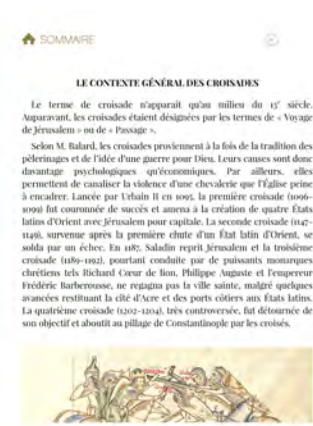 SOMMAIRE
LE CONTEXTE GÉNÉRAL DES CROISADES
Le terme de croisade n'apparait qu'au milieu du 15e siècle.
Auparavant, les croisades étaient désignées par les termes de « Voyage
de Jérusalem » ou de « Passage ».
Selon M. Balard, les croisades proviennent à la fois de la tradition des
pèlerinages et de l'idée d'une guerre pour Dieu. Leurs causes sont donc
davantage psychologiques qu'économiques. Par ailleurs, elles
permettent de canaliser la violence d'une chevalerie que l'Église peine
à encadrer. Lancée par Urbain II en 1095, la première croisade (1096-
1099) fut couronnée de succès et amena à la création de quatre États
latins d'Orient avec Jérusalem pour capitale. La seconde croisade (1147-
1149), survenue après la première chute d'un État latin d'Orient, se
solda par un échec. En 1187, Saladin reprit Jérusalem et la troisième
croisade (1189-1192), pourtant conduite par de puissants monarques
chrétiens tels Richard Cœur de lion, Philippe Auguste et l'empereur
Frédéric Barberousse, ne regagna pas la ville sainte, malgré quelques
avancées restituant la cité d'Acre et des ports côtiers aux États latins.
La quatrième croisade (1202-1204), très controversée, fut détournée de
son objectif et aboutit au pillage de Constantinople par les croisés.